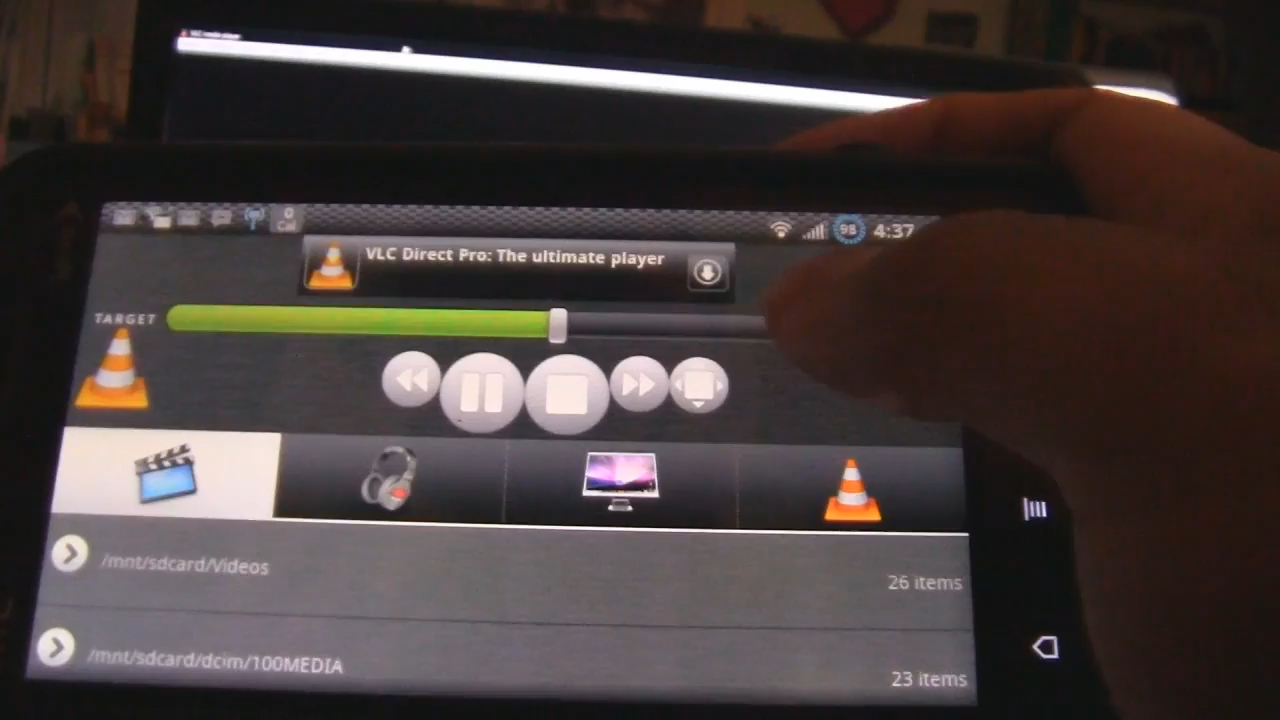 VLC media player
0
Cal
98
4:37
VLC Direct Pro: The ultimate player
TARGET
/mnt/sdcard/Videos
26 items
/mnt/sdcard/dcim/100MEDIA
23 items